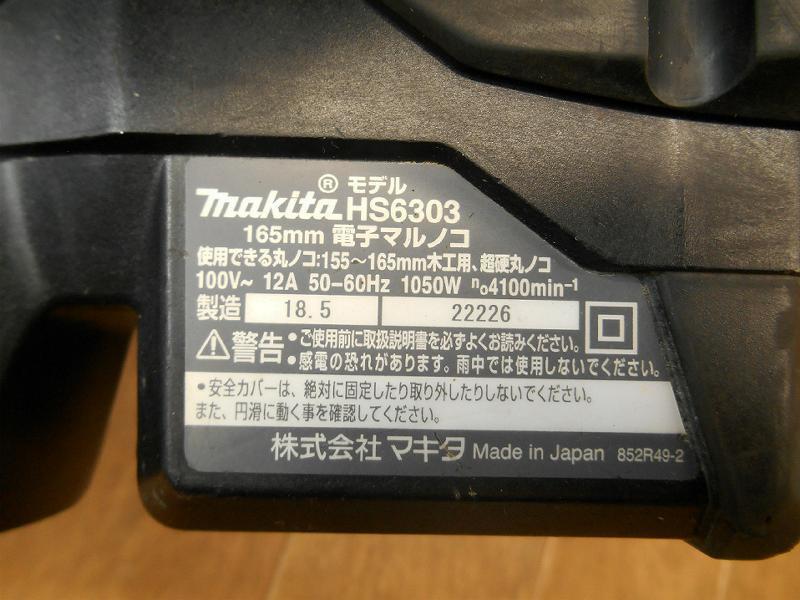 ® モデル
makita HS6303
165mm 電子マルノコ
使用できる丸ノコ:155〜165mm木工用、超硬丸ノコ
100V~ 12A 50-60Hz 1050W n₀4100min⁻¹
製造 18.5 22226
警告 • ご使用前に取扱説明書を必ずよくお読みください。
• 感電の恐れがあります。雨中では使用しないでください。
• 安全カバーは、絶対に固定したり取り外したりしないでください。
また、円滑に動く事を確認してください。
株式会社 マキタ Made in Japan 852R49-2